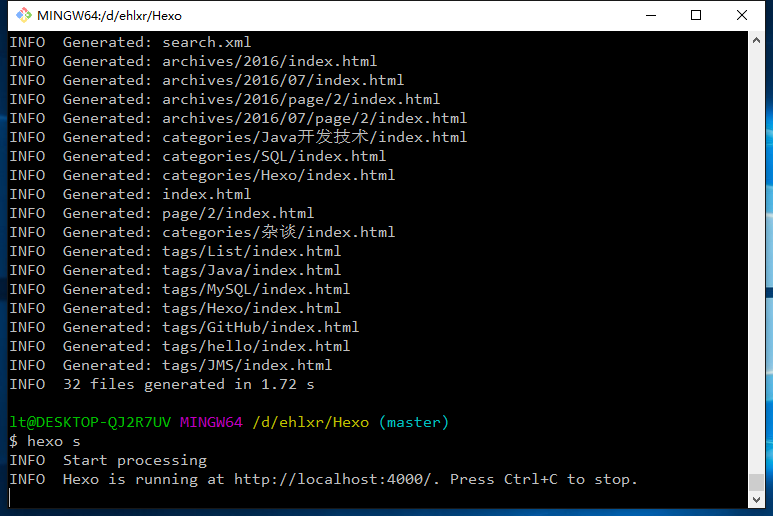 MINGW64:/d/ehlxr/Hexo
INFO  Generated: search.xml
INFO  Generated: archives/2016/index.html
INFO  Generated: archives/2016/07/index.html
INFO  Generated: archives/2016/page/2/index.html
INFO  Generated: archives/2016/07/page/2/index.html
INFO  Generated: categories/Java开发技术/index.html
INFO  Generated: categories/SQL/index.html
INFO  Generated: categories/Hexo/index.html
INFO  Generated: index.html
INFO  Generated: page/2/index.html
INFO  Generated: categories/杂谈/index.html
INFO  Generated: tags/List/index.html
INFO  Generated: tags/Java/index.html
INFO  Generated: tags/MySQL/index.html
INFO  Generated: tags/Hexo/index.html
INFO  Generated: tags/GitHub/index.html
INFO  Generated: tags/hello/index.html
INFO  Generated: tags/JMS/index.html
INFO  32 files generated in 1.72 s
lt@DESKTOP-QJ2R7UV MINGW64 /d/ehlxr/Hexo (master)
$ hexo s
INFO  Start processing
INFO  Hexo is running at http://localhost:4000/. Press Ctrl+C to stop.